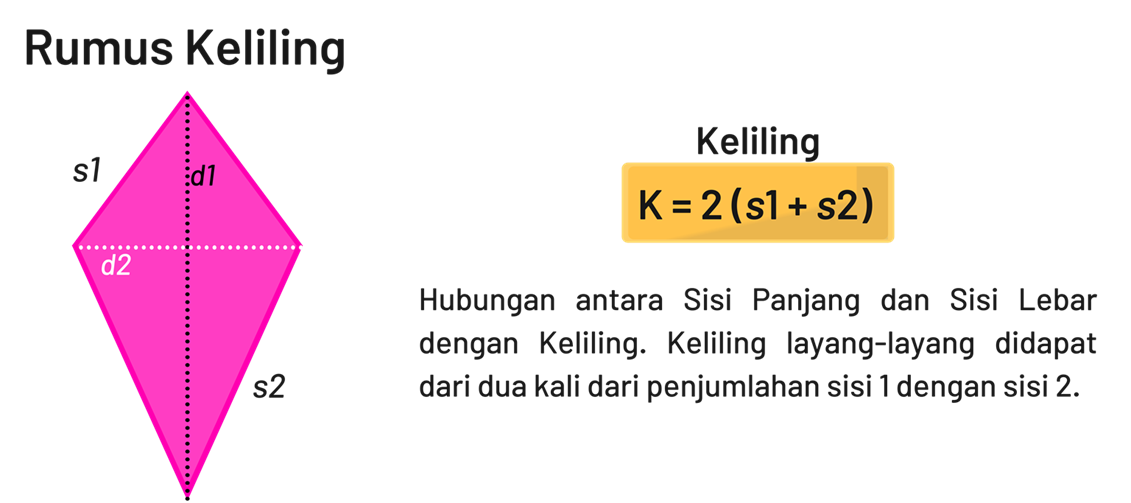 Rumus Keliling
s1
d1
d2
s2
Keliling
K = 2 (s1 + s2)
Hubungan antara Sisi Panjang dan Sisi Lebar
dengan Keliling. Keliling layang-layang didapat
dari dua kali dari penjumlahan sisi 1 dengan sisi 2.